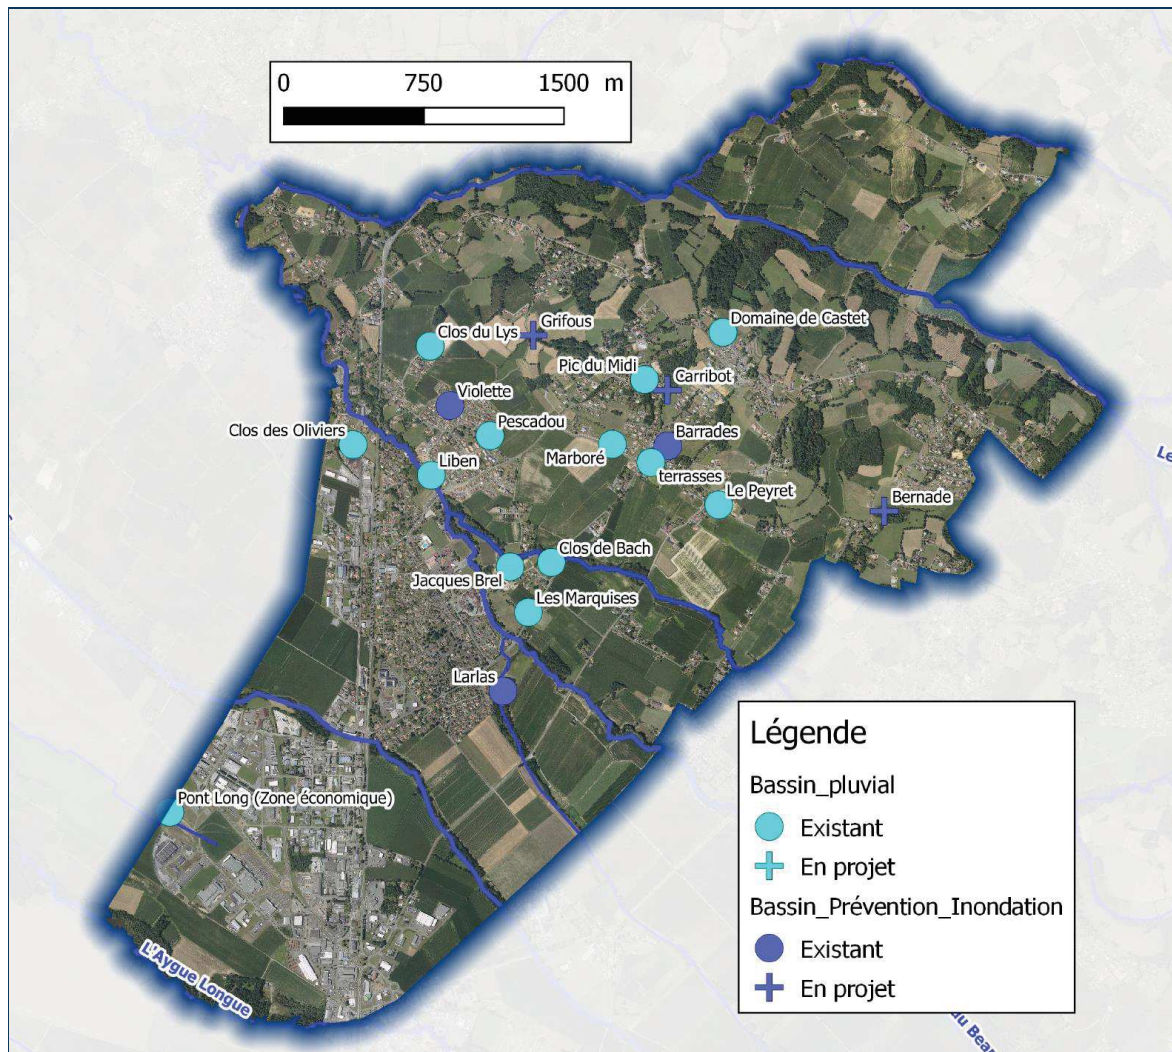 0 750 1500 m
Domaine de Castet
Grifous
Clos du Lys
Pic du Midi
Carribot
Violette
Pescadou
Clos des Oliviers
Barrades
Marboré
Liben
terrasses
Le Peyret
Bernade
Clos de Bach
Jacques Brel
Les Marquises
Larlas
Pont Long (Zone économique)
L'Aygue Longue
Le
Légende
Bassin_pluvial
Existant
En projet
Bassin_Prévention_Inondation
Existant
En projet